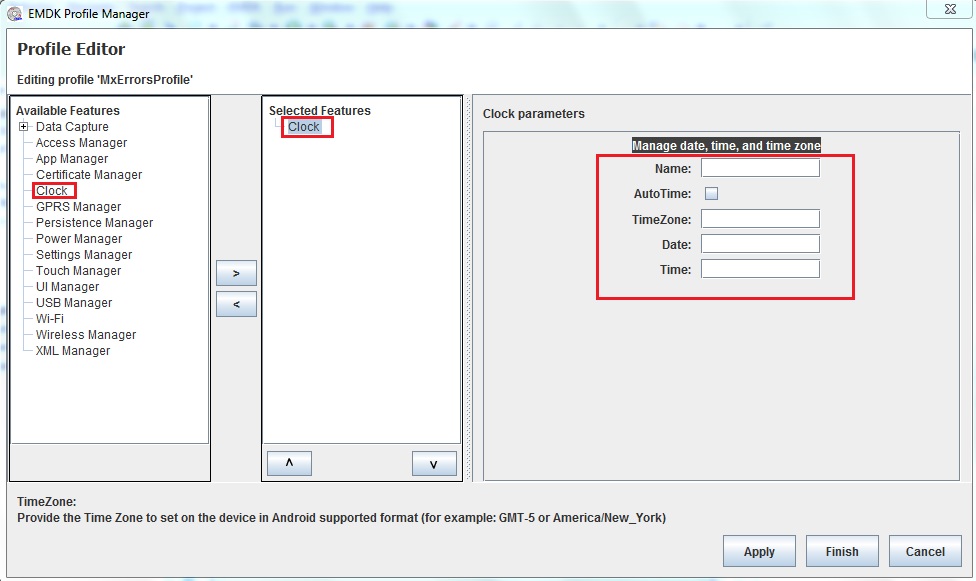 EMDK Profile Manager
Profile Editor
Editing profile 'MxErrorsProfile'
Available Features
Data Capture
Access Manager
App Manager
Certificate Manager
Clock
GPRS Manager
Persistence Manager
Power Manager
Settings Manager
Touch Manager
UI Manager
USB Manager
Wi-Fi
Wireless Manager
XML Manager
>
<
Selected Features
Clock
^
v
Clock parameters
Manage date, time, and time zone
Name:
AutoTime:
TimeZone:
Date:
Time:
TimeZone:
Provide the Time Zone to set on the device in Android supported format (for example: GMT-5 or America/New_York)
Apply
Finish
Cancel